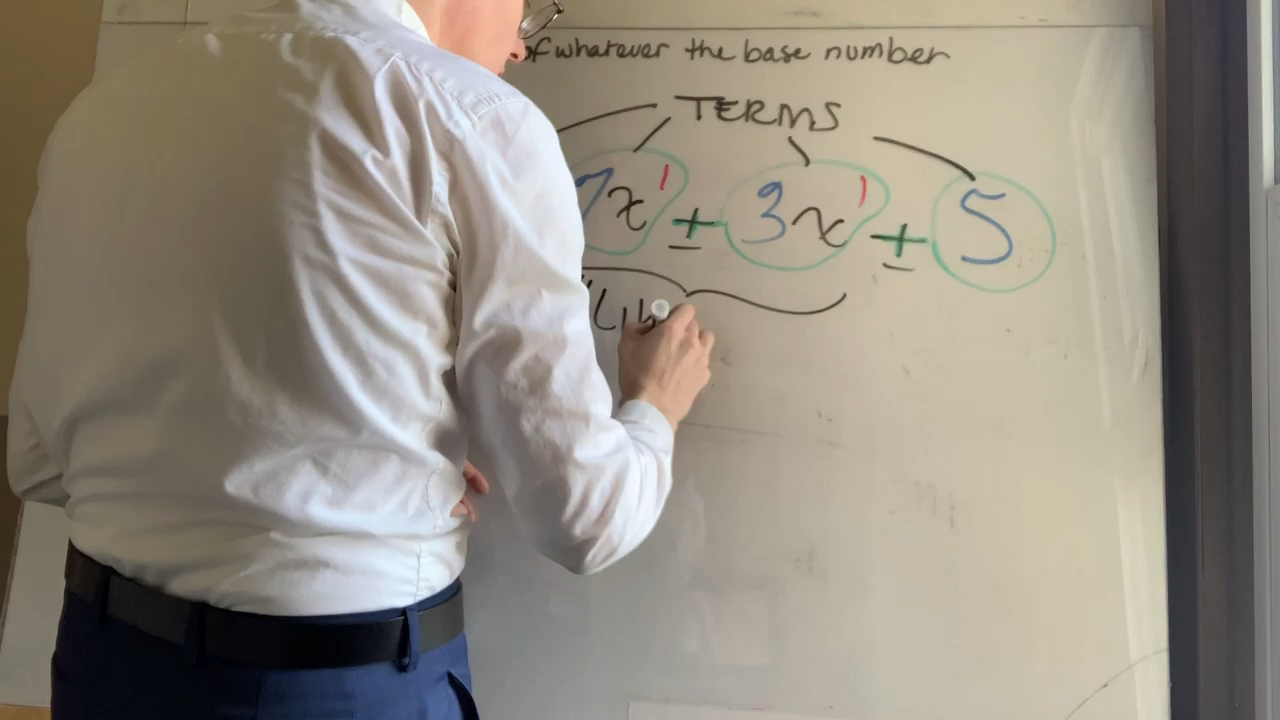 of whatever the base number
TERMS
7x¹ ± 3x¹ ± 5